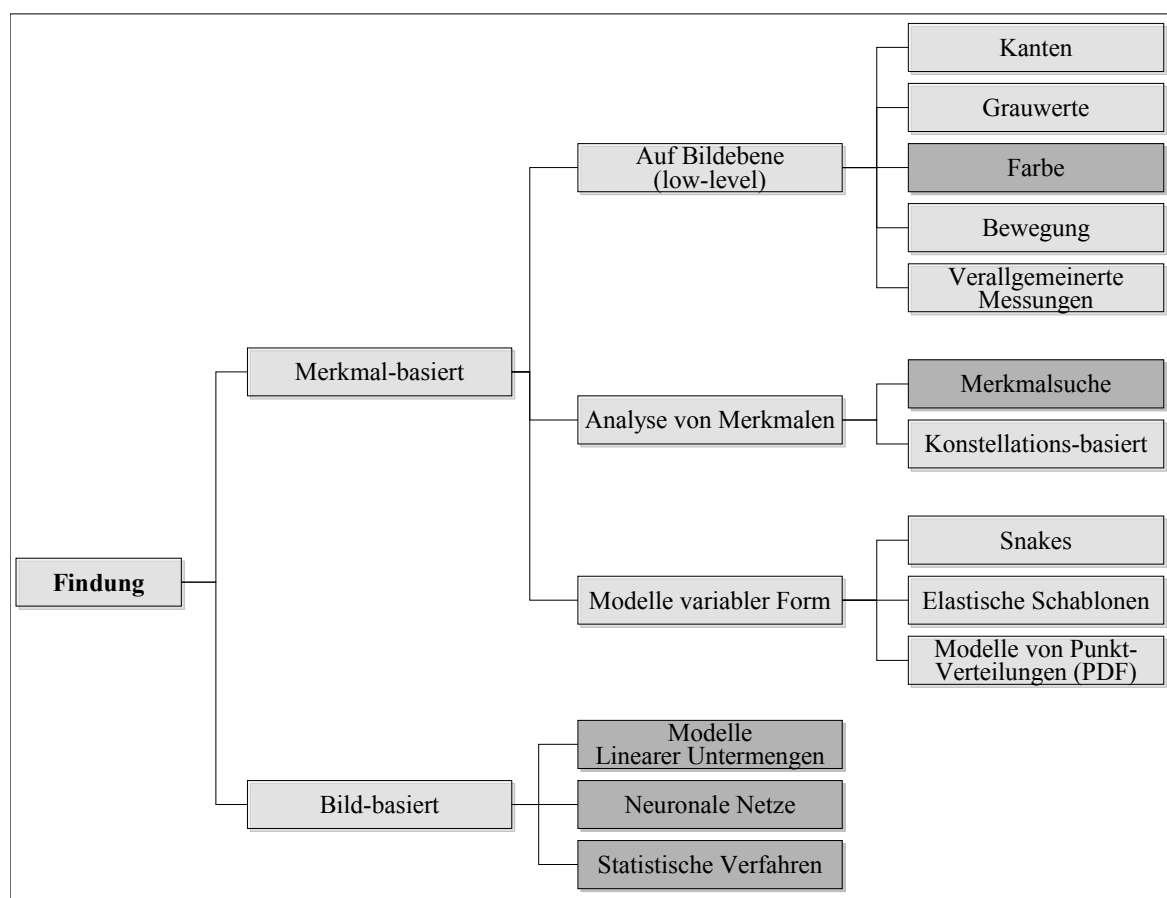 Kanten
Grauwerte
Auf Bildebene
(low-level)
Farbe
Bewegung
Verallgemeinerte
Messungen
Merkmal-basiert
Merkmalsuche
Analyse von Merkmalen
Konstellations-basiert
Snakes
Findung
Modelle variabler Form
Elastische Schablonen
Modelle von Punkt-
Verteilungen (PDF)
Modelle
Linearer Untermengen
Bild-basiert
Neuronale Netze
Statistische Verfahren